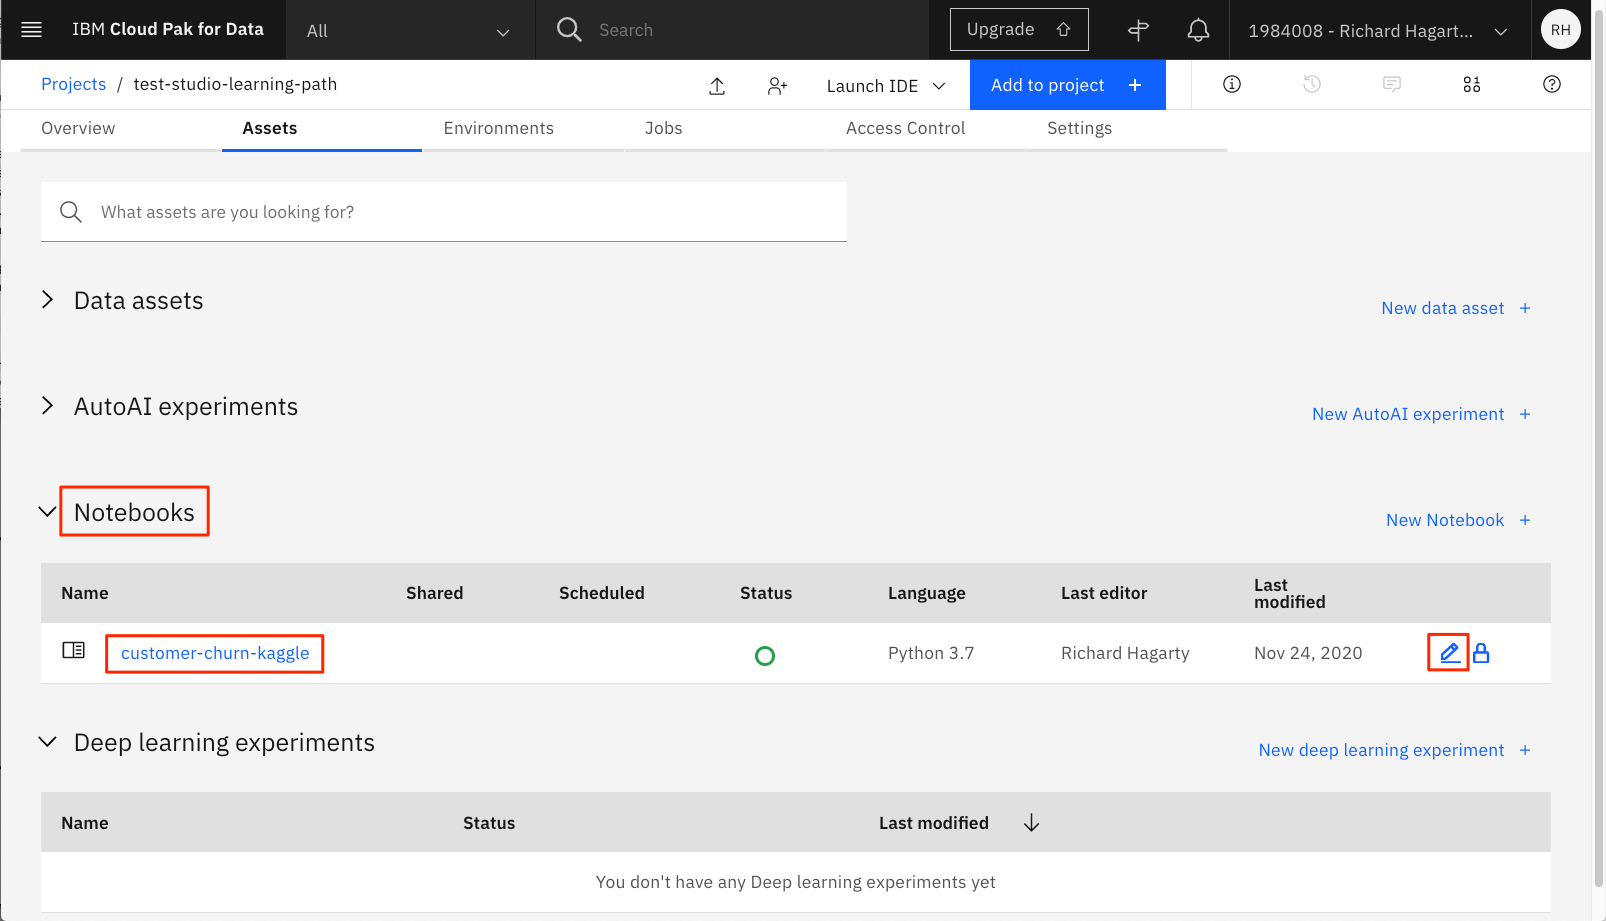 IBM Cloud Pak for Data
All
Search
Upgrade
1984008 - Richard Hagart...
RH
Projects / test-studio-learning-path
Launch IDE
Add to project +
Overview
Assets
Environments
Jobs
Access Control
Settings
What assets are you looking for?
Data assets
New data asset +
AutoAI experiments
New AutoAI experiment +
Notebooks
New Notebook +
Name
Shared
Scheduled
Status
Language
Last editor
Last
modified
customer-churn-kaggle
Python 3.7
Richard Hagarty
Nov 24, 2020
Deep learning experiments
New deep learning experiment +
Name
Status
Last modified
You don't have any Deep learning experiments yet